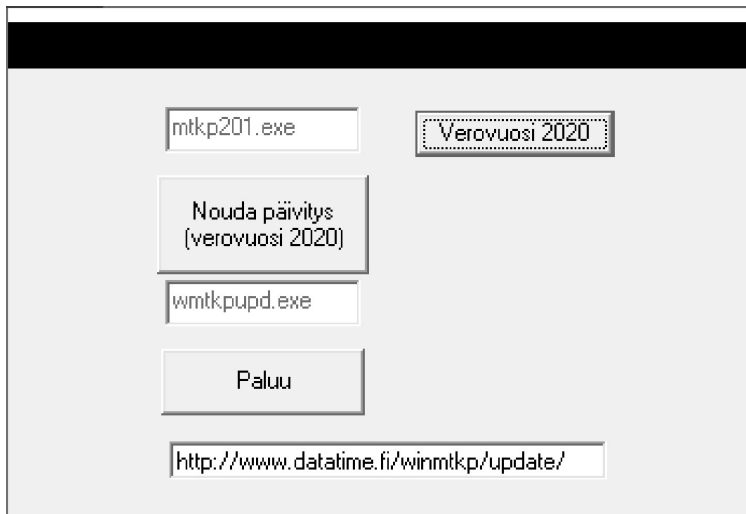 mtkp201.exe
Verovuosi 2020
Nouda päivitys
(verovuosi 2020)
wmtkpupd.exe
Paluu
http://www.datatime.fi/winmtkp/update/